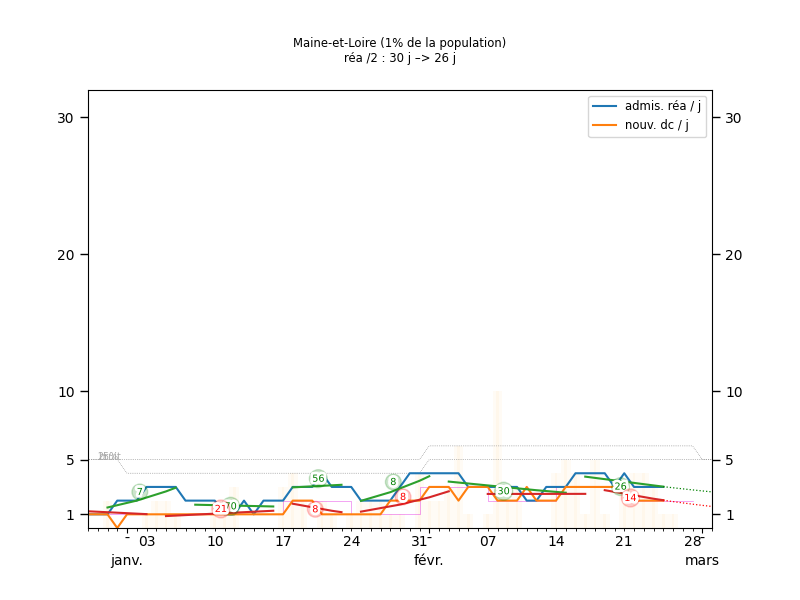 Maine-et-Loire (1% de la population)
réa /2 : 30 j –> 26 j
admis. réa / j
nouv. dc / j
30 30
20 20
10 10
5 5
1 1
7
21
56
8
8
8
30
26
14
03 10 17 24 31 07 14 21 28
janv. févr. mars